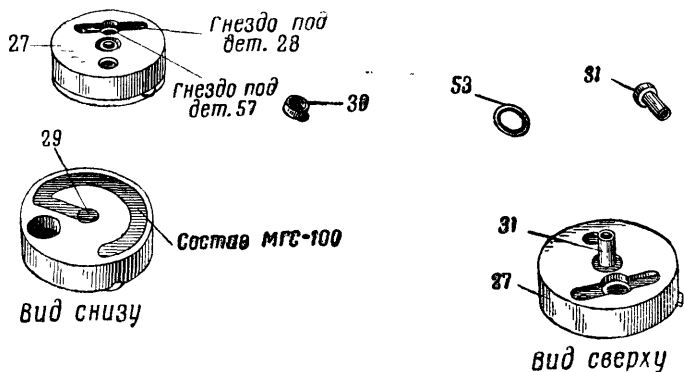 Гнездо под
дет. 28
27
Гнездо под
дет. 57
30
53
31
29
Состав МГС-100
31
27
Вид снизу
Вид сверху